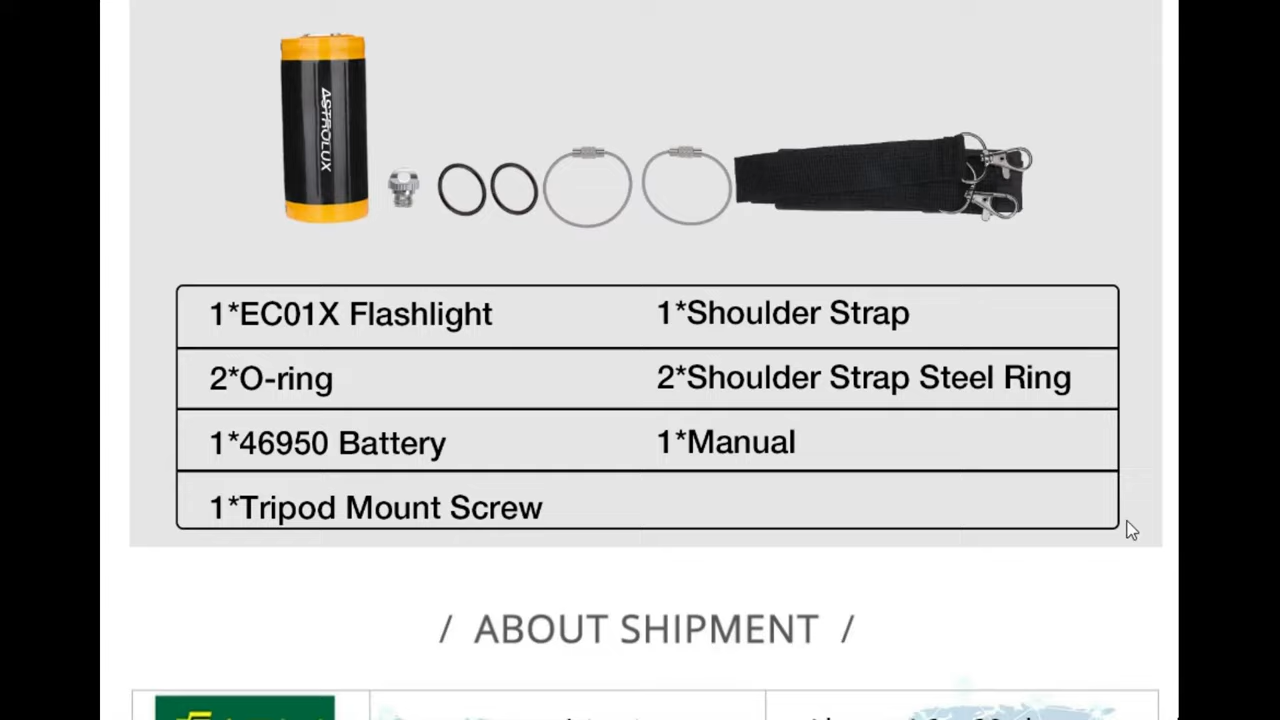 ASTROLUX
1*EC01X Flashlight 1*Shoulder Strap
2*O-ring 2*Shoulder Strap Steel Ring
1*46950 Battery 1*Manual
1*Tripod Mount Screw
/ ABOUT SHIPMENT /